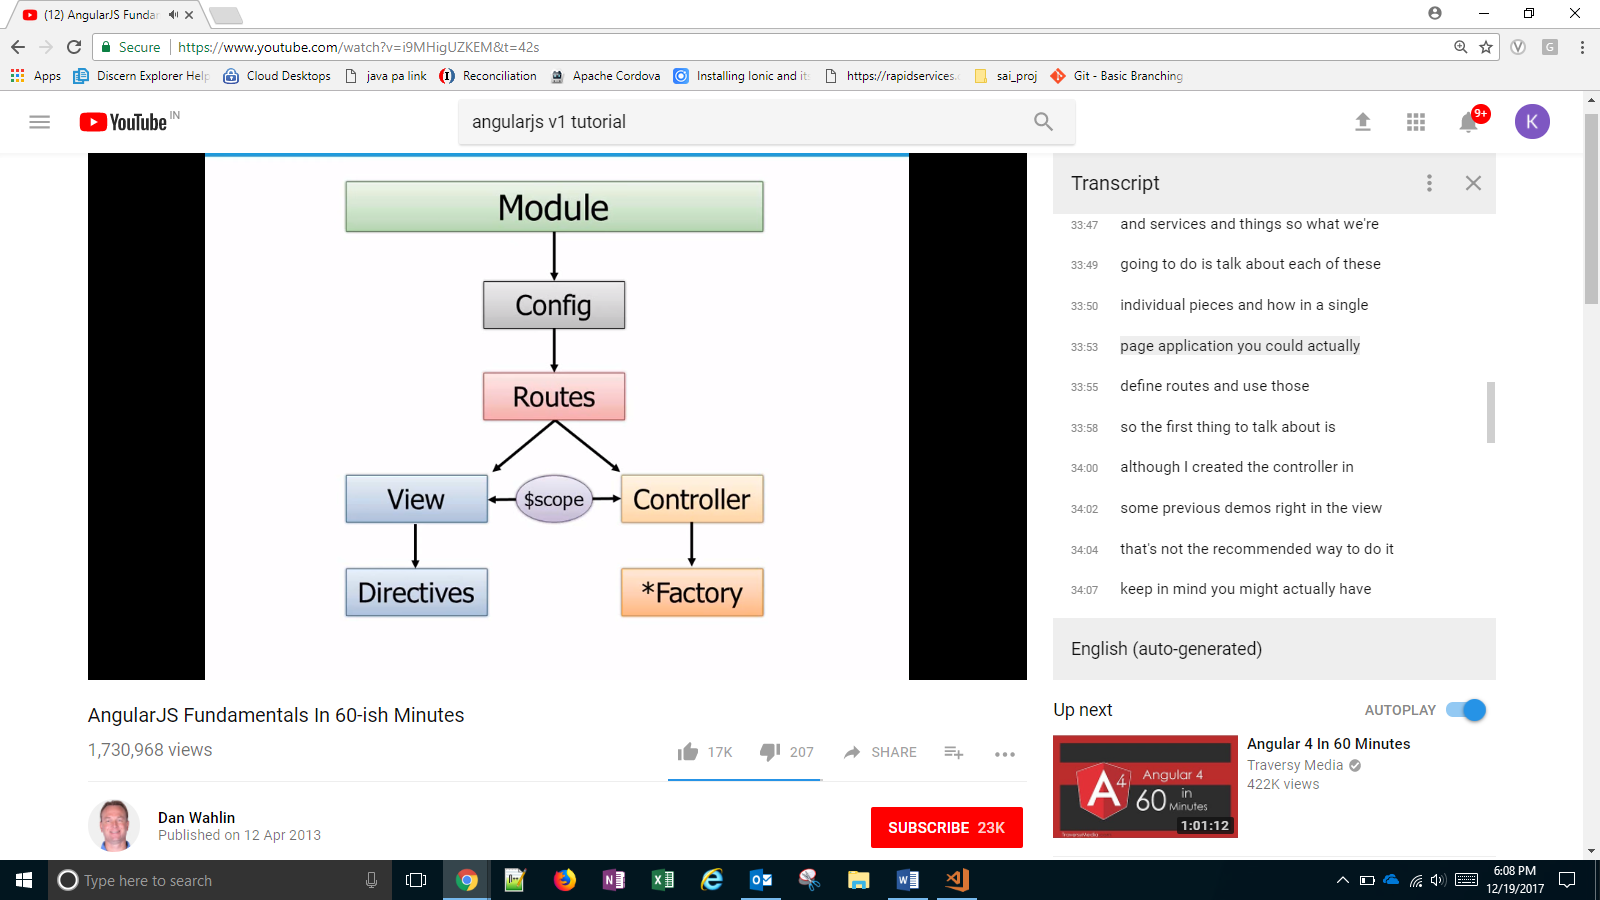 (12) AngularJS Fundar
Secure
https://www.youtube.com/watch?v=i9MHigUZKEM&t=42s
Apps
Discern Explorer Help
Cloud Desktops
java pa link
Reconciliation
Apache Cordova
Installing Ionic and its
https://rapidservices.c
sai_proj
Git - Basic Branching
YouTube IN
angularjs v1 tutorial
9+
K
Module
Config
Routes
View
$scope
Controller
Directives
*Factory
Transcript
33:47 and services and things so what we're
33:49 going to do is talk about each of these
33:50 individual pieces and how in a single
33:53 page application you could actually
33:55 define routes and use those
33:58 so the first thing to talk about is
34:00 although I created the controller in
34:02 some previous demos right in the view
34:04 that's not the recommended way to do it
34:07 keep in mind you might actually have
English (auto-generated)
AngularJS Fundamentals In 60-ish Minutes
1,730,968 views
17K
207
SHARE
Dan Wahlin
Published on 12 Apr 2013
SUBSCRIBE 23K
Up next
AUTOPLAY
A4
Angular 4
60 in Minutes
1:01:12
Angular 4 In 60 Minutes
Traversy Media
422K views
Type here to search
6:08 PM
12/19/2017